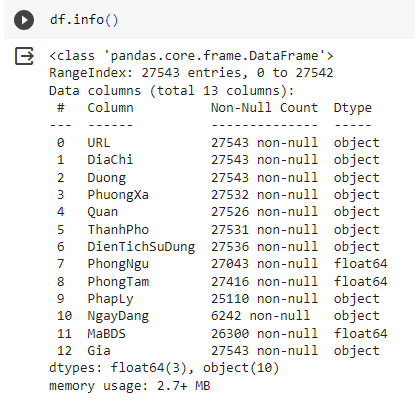 df.info()
<class 'pandas.core.frame.DataFrame'>
RangeIndex: 27543 entries, 0 to 27542
Data columns (total 13 columns):
 #   Column         Non-Null Count  Dtype
---  ------         --------------  -----
 0   URL            27543 non-null  object
 1   DiaChi         27543 non-null  object
 2   Duong          27543 non-null  object
 3   PhuongXa       27532 non-null  object
 4   Quan           27526 non-null  object
 5   ThanhPho       27531 non-null  object
 6   DienTichSuDung 27536 non-null  object
 7   PhongNgu       27043 non-null  float64
 8   PhongTam       27416 non-null  float64
 9   PhapLy         25110 non-null  object
 10  NgayDang       6242 non-null   object
 11  MaBDS          26300 non-null  float64
 12  Gia            27543 non-null  object
dtypes: float64(3), object(10)
memory usage: 2.7+ MB